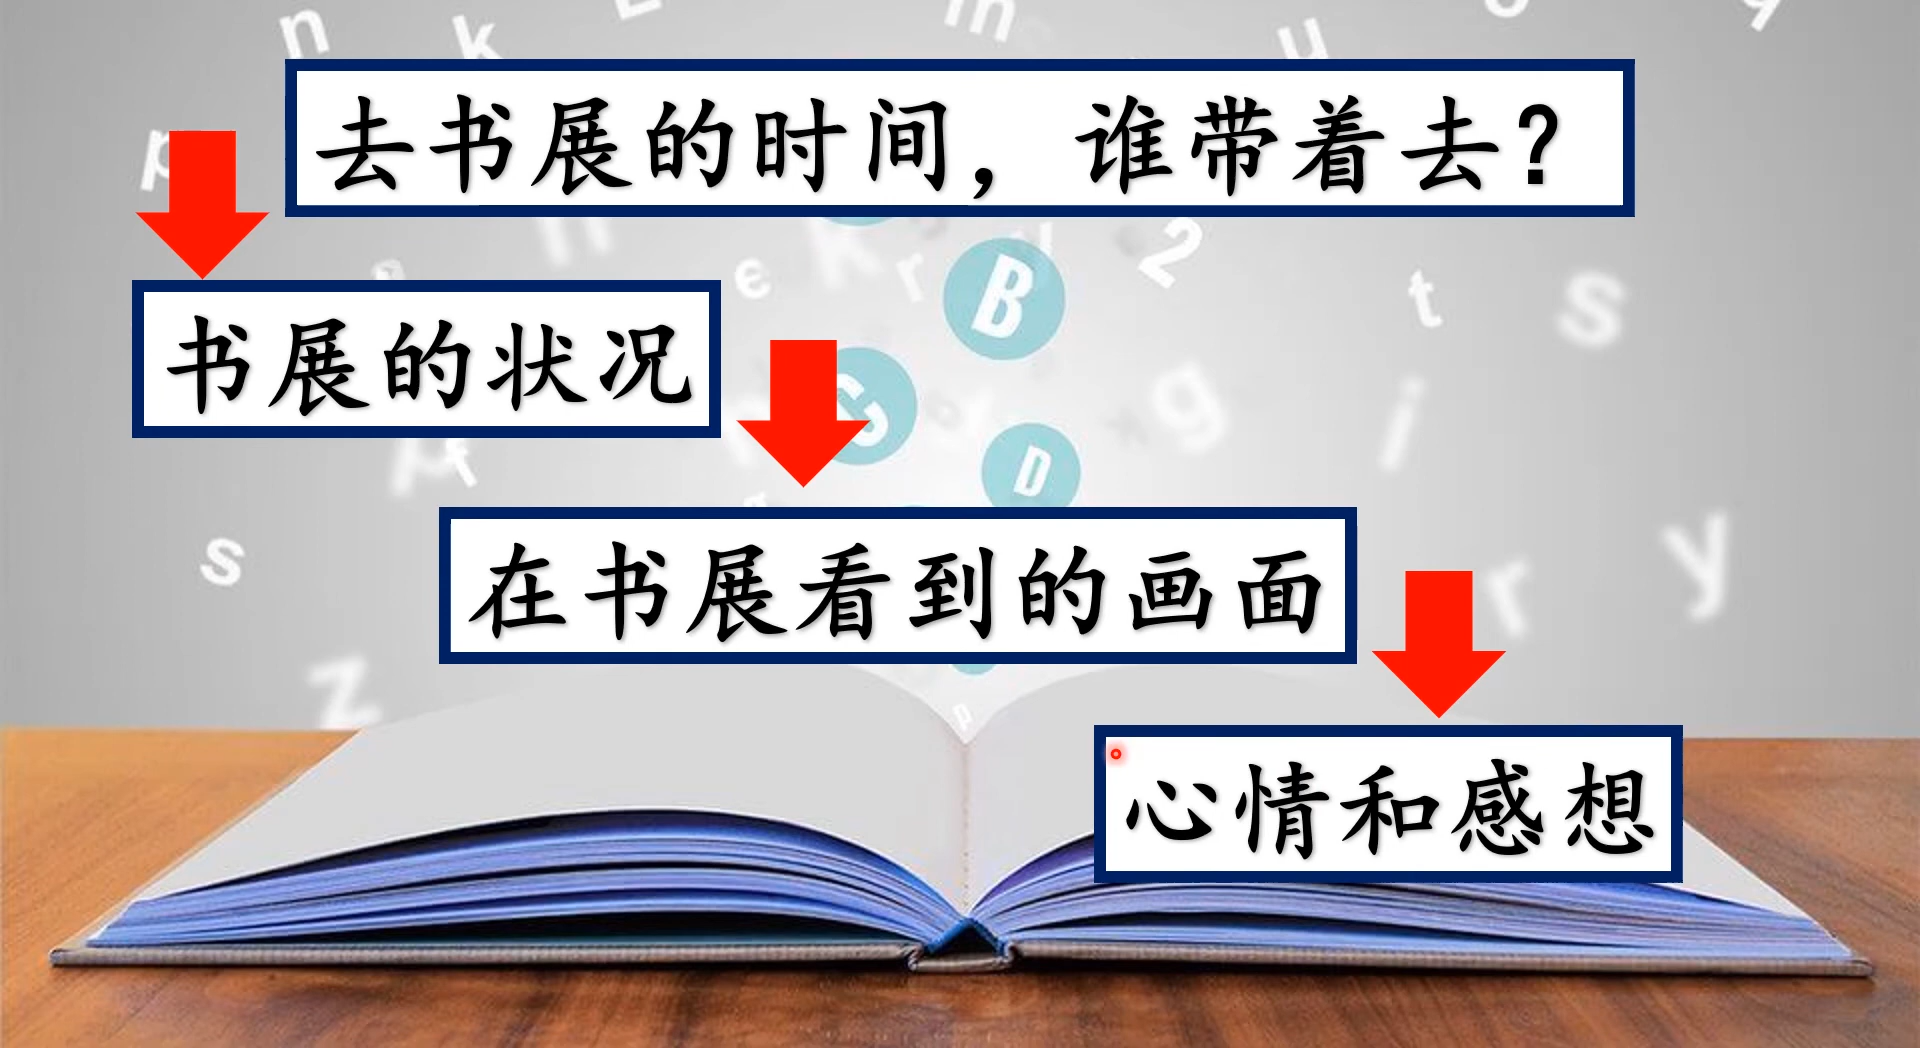 去书展的时间，谁带着去？
书展的状况
在书展看到的画面
心情和感想